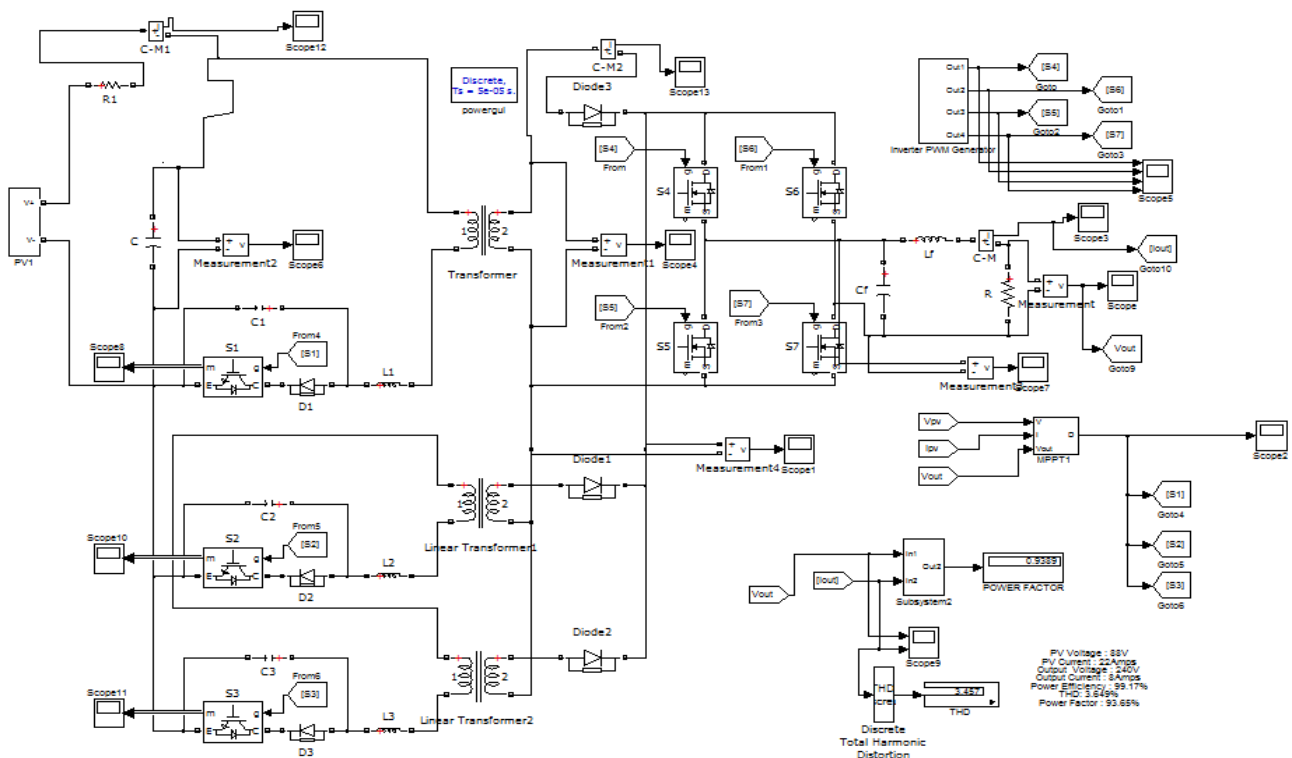 C-M1
Scope12
R1
Discrete,
Ts = 5e-05 s.
powergui
C-M2
Scope13
Diode3
Out1
Out2
Out3
Out4
Inverter PWM Generator
[S4]
Goto
[S6]
Goto1
[S5]
Goto2
[S7]
Goto3
Scope5
[S4]
From
S4
[S6]
From1
S6
V+
V-
PV1
C
Measurement2
Scope6
1
2
Transformer
Measurement1
Scope4
Lf
C-M
Scope3
[Iout]
Goto10
Cf
R
Measurement
Scope
Vout
Goto9
[S5]
From2
S5
[S7]
From3
S7
Scope7
C1
Scope8
S1
From4
[S1]
m
g
E
C
D1
L1
Vpv
Ipv
Vout
V
I
Vout
D
MPPT1
Scope2
Measurement4
Scope1
Diode1
1
2
Linear Transformer1
C2
Scope10
S2
From5
[S2]
m
g
E
C
D2
L2
[S1]
Goto4
[S2]
Goto5
[S3]
Goto6
Vout
[Iout]
In1
In2
Out2
Subsystem2
0.9389
POWER FACTOR
Scope9
Diode2
1
2
Linear Transformer2
C3
Scope11
S3
From6
[S3]
m
g
E
C
D3
L3
THD
Discrete
Total Harmonic
Distortion
3.457
THD
PV Voltage : 88V
PV Current : 22Amps
Output Voltage : 240V
Output Current : 8Amps
Power Efficiency : 99.17%
THD: 3.649%
Power Factor : 93.65%